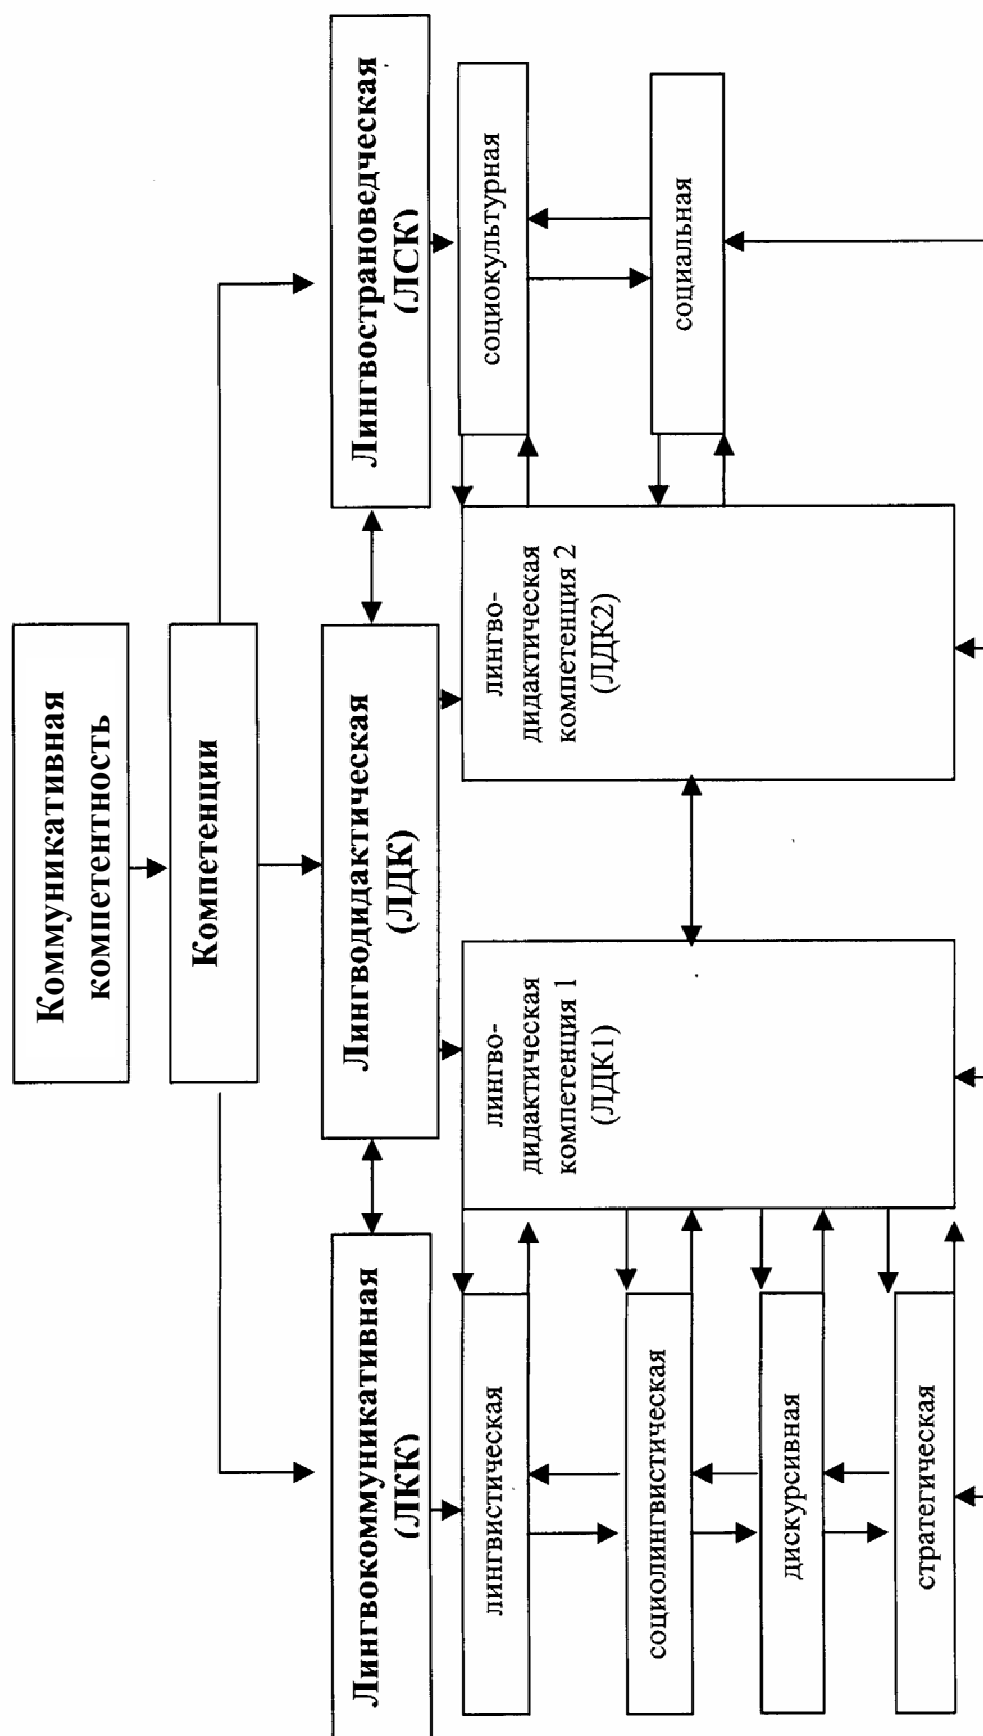 Коммуникативная
компетентность
Компетенции
Лингвокоммуникативная
(ЛКК)
Лингводидактическая
(ЛДК)
Лингвострановедческая
(ЛСК)
лингвистическая
социолингвистическая
дискурсивная
стратегическая
лингво-
дидактическая
компетенция 1
(ЛДК1)
лингво-
дидактическая
компетенция 2
(ЛДК2)
социокультурная
социальная